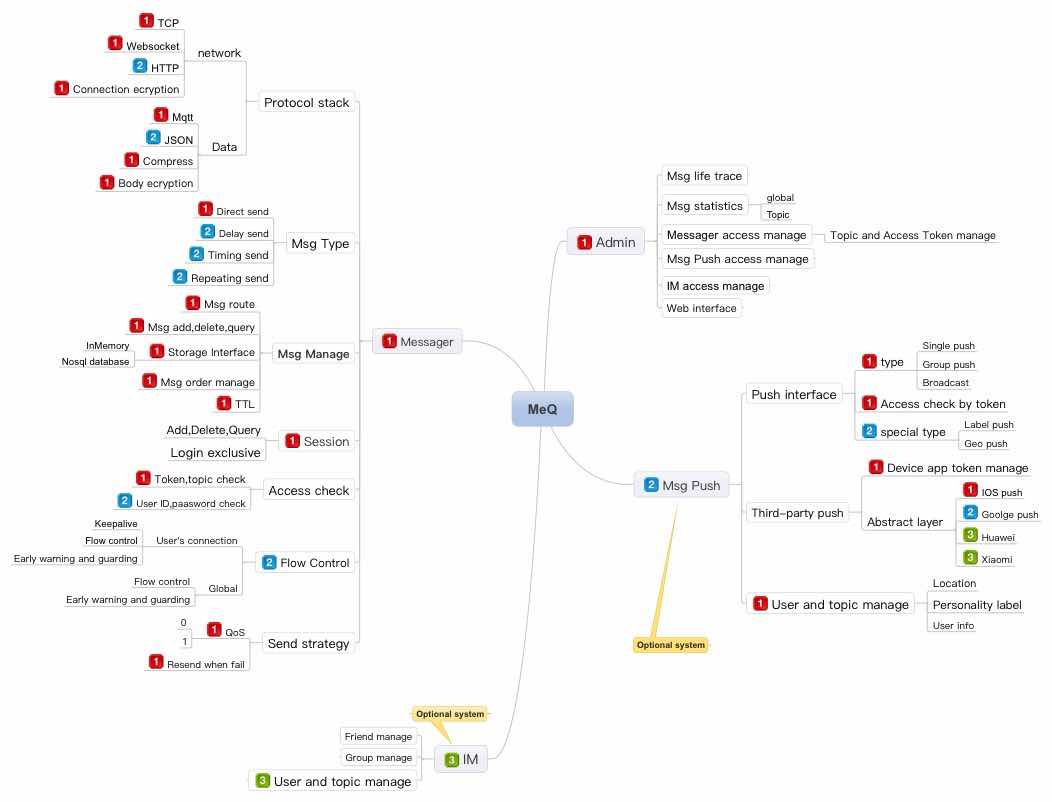 MeQ
1 Messager
Protocol stack
network
1 TCP
1 Websocket
2 HTTP
1 Connection ecryption
Data
1 Mqtt
2 JSON
1 Compress
1 Body ecryption
Msg Type
1 Direct send
2 Delay send
2 Timing send
2 Repeating send
Msg Manage
1 Msg route
1 Msg add,delete,query
1 Storage Interface
InMemory
Nosql database
1 Msg order manage
1 TTL
1 Session
Add,Delete,Query
Login exclusive
Access check
1 Token,topic check
2 User ID,paasword check
2 Flow Control
User's connection
Keepalive
Flow control
Early warning and guarding
Global
Flow control
Early warning and guarding
Send strategy
1 QoS
0
1
1 Resend when fail
1 Admin
Msg life trace
Msg statistics
global
Topic
Messager access manage
Topic and Access Token manage
Msg Push access manage
IM access manage
Web interface
2 Msg Push
Optional system
Push interface
1 type
Single push
Group push
Broadcast
1 Access check by token
2 special type
Label push
Geo push
Third-party push
1 Device app token manage
Abstract layer
1 IOS push
2 Goolge push
3 Huawei
3 Xiaomi
1 User and topic manage
Location
Personality label
User info
3 IM
Optional system
Friend manage
Group manage
3 User and topic manage